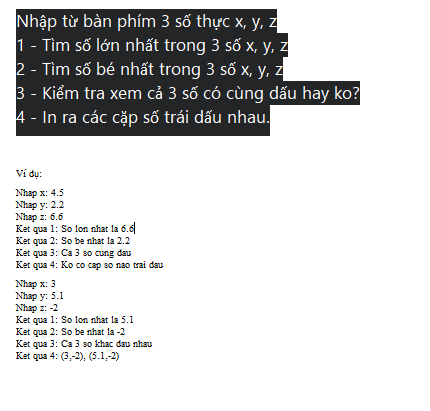 Nhập từ bàn phím 3 số thực x, y, z
1 - Tìm số lớn nhất trong 3 số x, y, z
2 - Tìm số bé nhất trong 3 số x, y, z
3 - Kiểm tra xem cả 3 số có cùng dấu hay ko?
4 - In ra các cặp số trái dấu nhau.
Ví dụ:
Nhap x: 4.5
Nhap y: 2.2
Nhap z: 6.6
Ket qua 1: So lon nhat la 6.6
Ket qua 2: So be nhat la 2.2
Ket qua 3: Ca 3 so cung dau
Ket qua 4: Ko co cap so nao trai dau
Nhap x: 3
Nhap y: 5.1
Nhap z: -2
Ket qua 1: So lon nhat la 5.1
Ket qua 2: So be nhat la -2
Ket qua 3: Ca 3 so khac dau nhau
Ket qua 4: (3,-2), (5.1,-2)